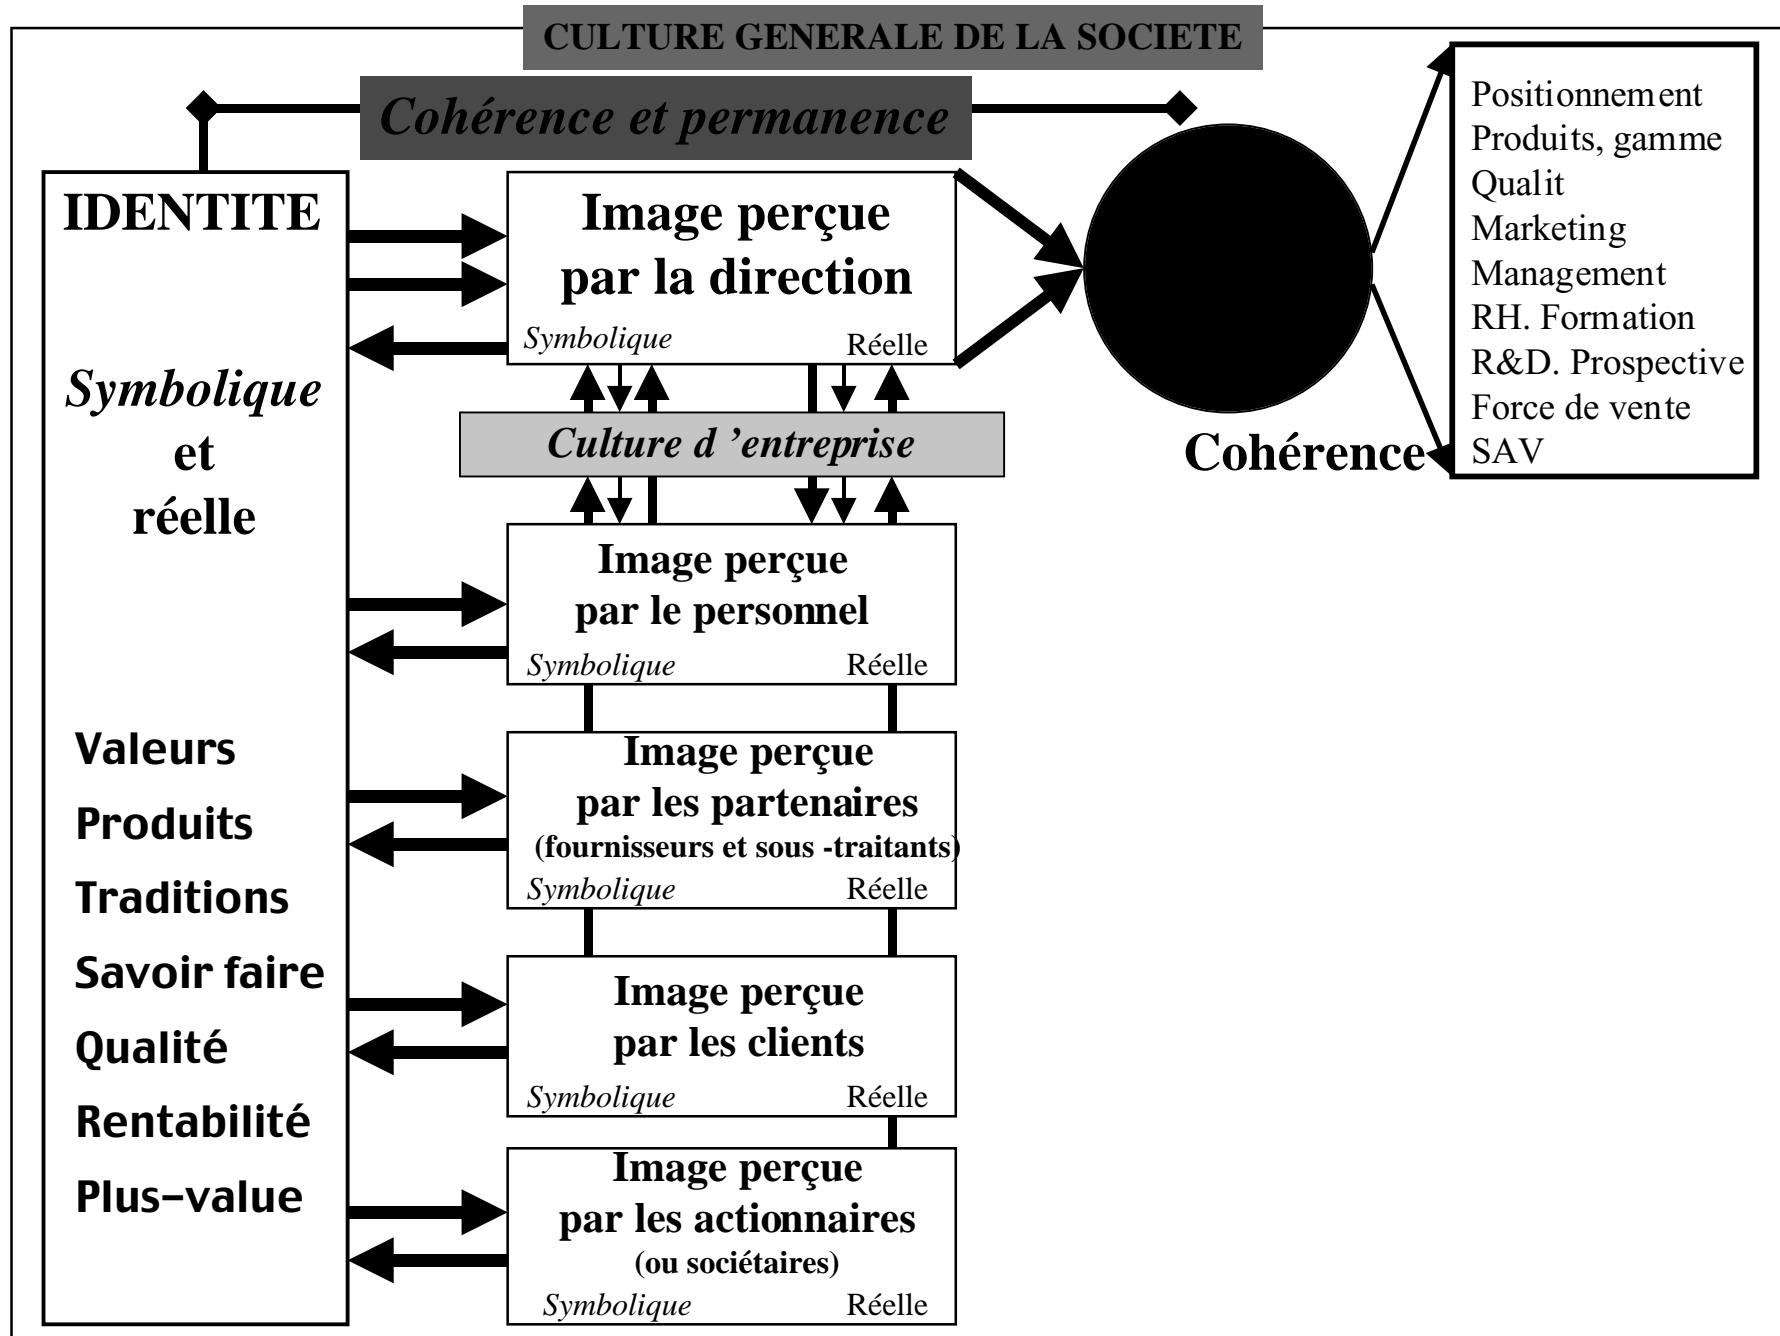 CULTURE GENERALE DE LA SOCIETE
Cohérence et permanence
IDENTITE
Symbolique
et
réelle
Valeurs
Produits
Traditions
Savoir faire
Qualité
Rentabilité
Plus-value
Image perçue
par la direction
Symbolique Réelle
Culture d ’entreprise
Image perçue
par le personnel
Symbolique Réelle
Image perçue
par les partenaires
(fournisseurs et sous -traitants)
Symbolique Réelle
Image perçue
par les clients
Symbolique Réelle
Image perçue
par les actionnaires
(ou sociétaires)
Symbolique Réelle
Cohérence
Positionnement
Produits, gamme
Qualit
Marketing
Management
RH. Formation
R&D. Prospective
Force de vente
SAV